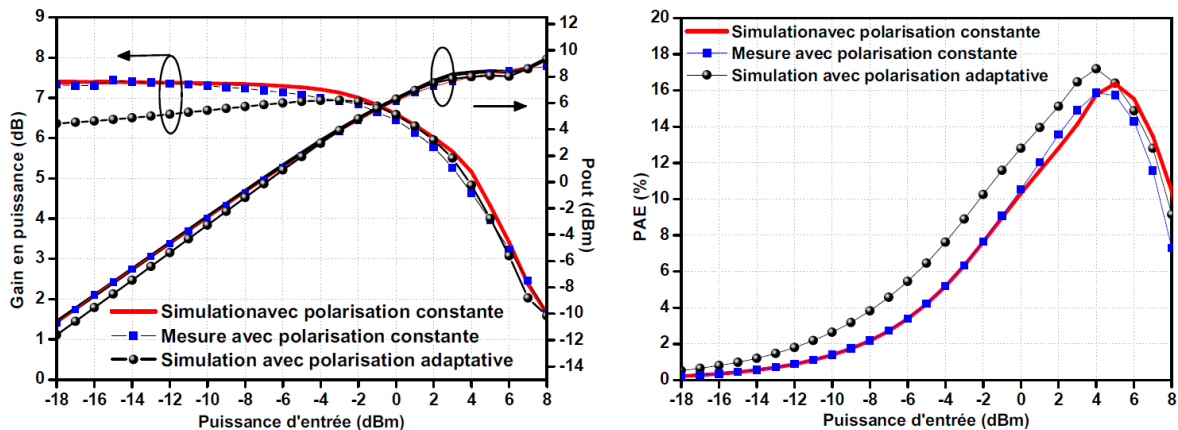 9
8
7
6
5
4
3
2
1
0
Gain en puissance (dB)
12
10
8
6
4
2
0
-2
-4
-6
-8
-10
-12
-14
Pout (dBm)
Simulationavec polarisation constante
Mesure avec polarisation constante
Simulation avec polarisation adaptative
-18 -16 -14 -12 -10 -8 -6 -4 -2 0 2 4 6 8
Puissance d'entrée (dBm)
20
18
16
14
12
10
8
6
4
2
0
PAE (%)
Simulationavec polarisation constante
Mesure avec polarisation constante
Simulation avec polarisation adaptative
-18 -16 -14 -12 -10 -8 -6 -4 -2 0 2 4 6 8
Puissance d'entrée (dBm)